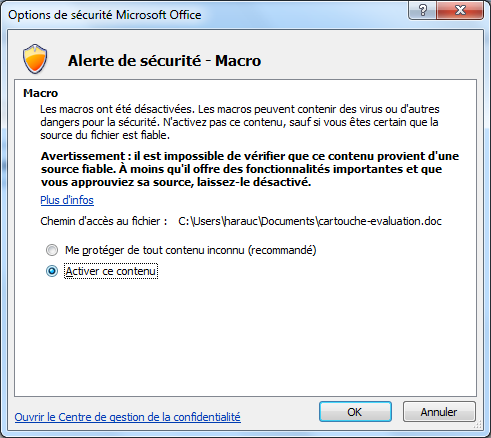 Options de sécurité Microsoft Office
Alerte de sécurité - Macro
Macro
Les macros ont été désactivées. Les macros peuvent contenir des virus ou d'autres
dangers pour la sécurité. N'activez pas ce contenu, sauf si vous êtes certain que la
source du fichier est fiable.
Avertissement : il est impossible de vérifier que ce contenu provient d'une
source fiable. À moins qu'il offre des fonctionnalités importantes et que
vous approuviez sa source, laissez-le désactivé.
Plus d'infos
Chemin d'accès au fichier : C:\Users\harauc\Documents\cartouche-evaluation.doc
Me protéger de tout contenu inconnu (recommandé)
Activer ce contenu
Ouvrir le Centre de gestion de la confidentialité
OK
Annuler